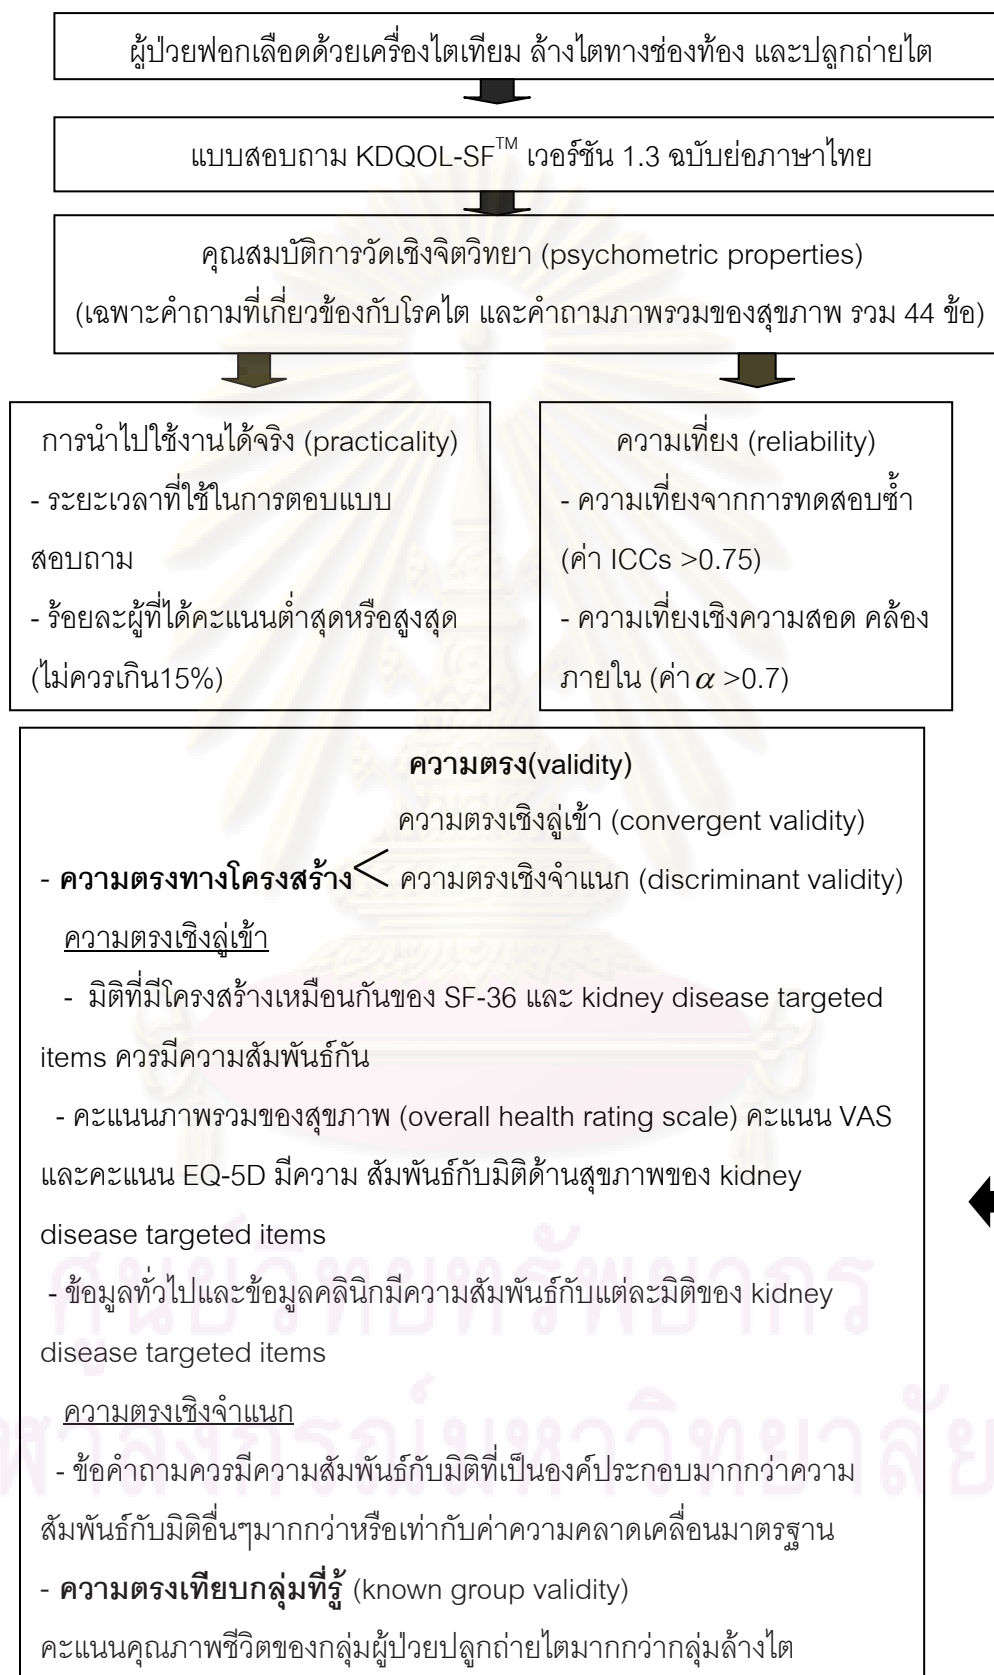 ผู้ป่วยฟอกเลือดด้วยเครื่องไตเทียม ล้างไตทางช่องท้อง และปลูกถ่ายไต
แบบสอบถาม KDQOL-SF™ เวอร์ชัน 1.3 ฉบับย่อภาษาไทย
คุณสมบัติการวัดเชิงจิตวิทยา (psychometric properties)
(เฉพาะคำถามที่เกี่ยวข้องกับโรคไต และคำถามภาพรวมของสุขภาพ รวม 44 ข้อ)
การนำไปใช้งานได้จริง (practicality)
- ระยะเวลาที่ใช้ในการตอบแบบ
สอบถาม
- ร้อยละผู้ที่ได้คะแนนต่ำสุดหรือสูงสุด
(ไม่ควรเกิน15%)
ความเที่ยง (reliability)
- ความเที่ยงจากการทดสอบซ้ำ
(ค่า ICCs >0.75)
- ความเที่ยงเชิงความสอด คล้อง
ภายใน (ค่า α >0.7)
ความตรง(validity)
ความตรงเชิงลู่เข้า (convergent validity)
- ความตรงทางโครงสร้าง ความตรงเชิงจำแนก (discriminant validity)
ความตรงเชิงลู่เข้า
- มิติที่มีโครงสร้างเหมือนกันของ SF-36 และ kidney disease targeted
items ควรมีความสัมพันธ์กัน
- คะแนนภาพรวมของสุขภาพ (overall health rating scale) คะแนน VAS
และคะแนน EQ-5D มีความ สัมพันธ์กับมิติด้านสุขภาพของ kidney
disease targeted items
- ข้อมูลทั่วไปและข้อมูลคลินิกมีความสัมพันธ์กับแต่ละมิติของ kidney
disease targeted items
ความตรงเชิงจำแนก
- ข้อคำถามควรมีความสัมพันธ์กับมิติที่เป็นองค์ประกอบมากกว่าความ
สัมพันธ์กับมิติอื่นๆมากกว่าหรือเท่ากับค่าความคลาดเคลื่อนมาตรฐาน
- ความตรงเทียบกลุ่มที่รู้ (known group validity)
คะแนนคุณภาพชีวิตของกลุ่มผู้ป่วยปลูกถ่ายไตมากกว่ากลุ่มล้างไต
ศูนย์วิทยทรัพยากร
ฬาลงกรณ์มหาวิทยาลัย